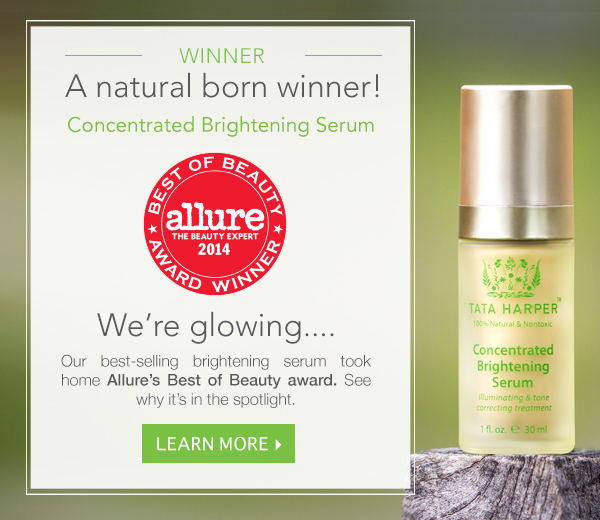 WINNER
A natural born winner!
Concentrated Brightening Serum
BEST OF BEAUTY
allure
THE BEAUTY EXPERT
2014
AWARD WINNER
We're glowing....
Our best-selling brightening serum took
home Allure's Best of Beauty award. See
why it's in the spotlight.
LEARN MORE
TATA HARPER™
100% Natural & Nontoxic
Concentrated
Brightening
Serum
Illuminating & tone
correcting treatment
1 fl. oz. ℮ 30 ml